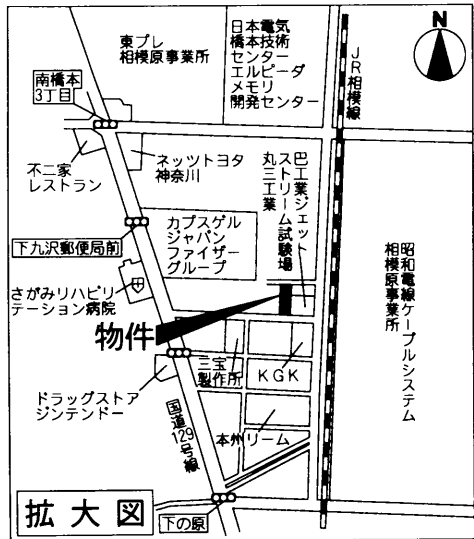 東プレ
相模原事業所
日本電気
橋本技術
センター
エルピーダ
メモリ
開発センター
JR相模線
N
南橋本
3丁目
不二家
レストラン
ネッツトヨタ
神奈川
巴工業ジェット
ストリーム試験場
丸三工業
下九沢郵便局前
カプスゲル
ジャパン
ファイザー
グループ
昭和電線ケーブルシステム
相模原事業所
さがみリハビリ
テーション病院
物件
三宝
製作所
KGK
ドラッグストア
ジンテンドー
国道129号線
本州リーム
拡大図
下の原